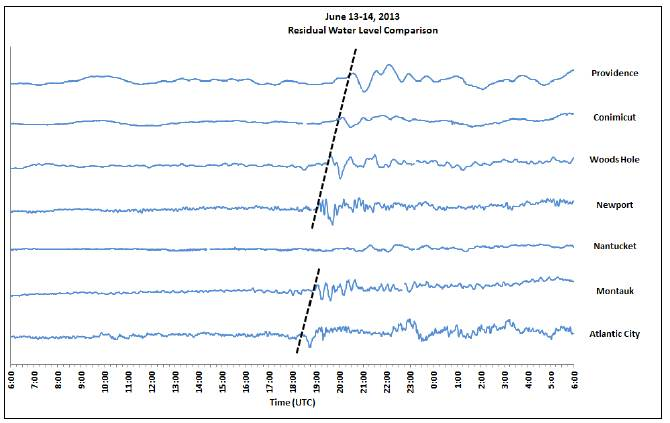 June 13-14, 2013
Residual Water Level Comparison
Providence
Conimicut
Woods Hole
Newport
Nantucket
Montauk
Atlantic City
6:00 7:00 8:00 9:00 10:00 11:00 12:00 13:00 14:00 15:00 16:00 17:00 18:00 19:00 20:00 21:00 22:00 23:00 0:00 1:00 2:00 3:00 4:00 5:00 6:00
Time (UTC)